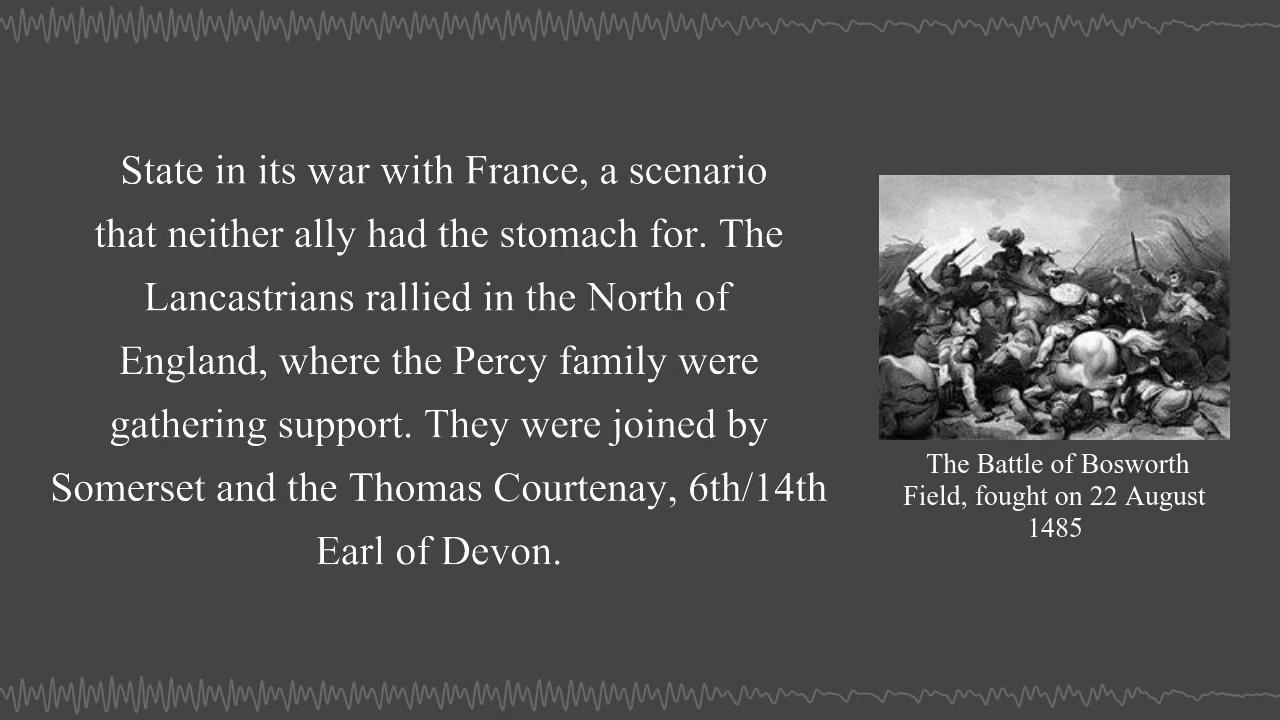 State in its war with France, a scenario
that neither ally had the stomach for. The
Lancastrians rallied in the North of
England, where the Percy family were
gathering support. They were joined by
Somerset and the Thomas Courtenay, 6th/14th
Earl of Devon.
The Battle of Bosworth
Field, fought on 22 August
1485